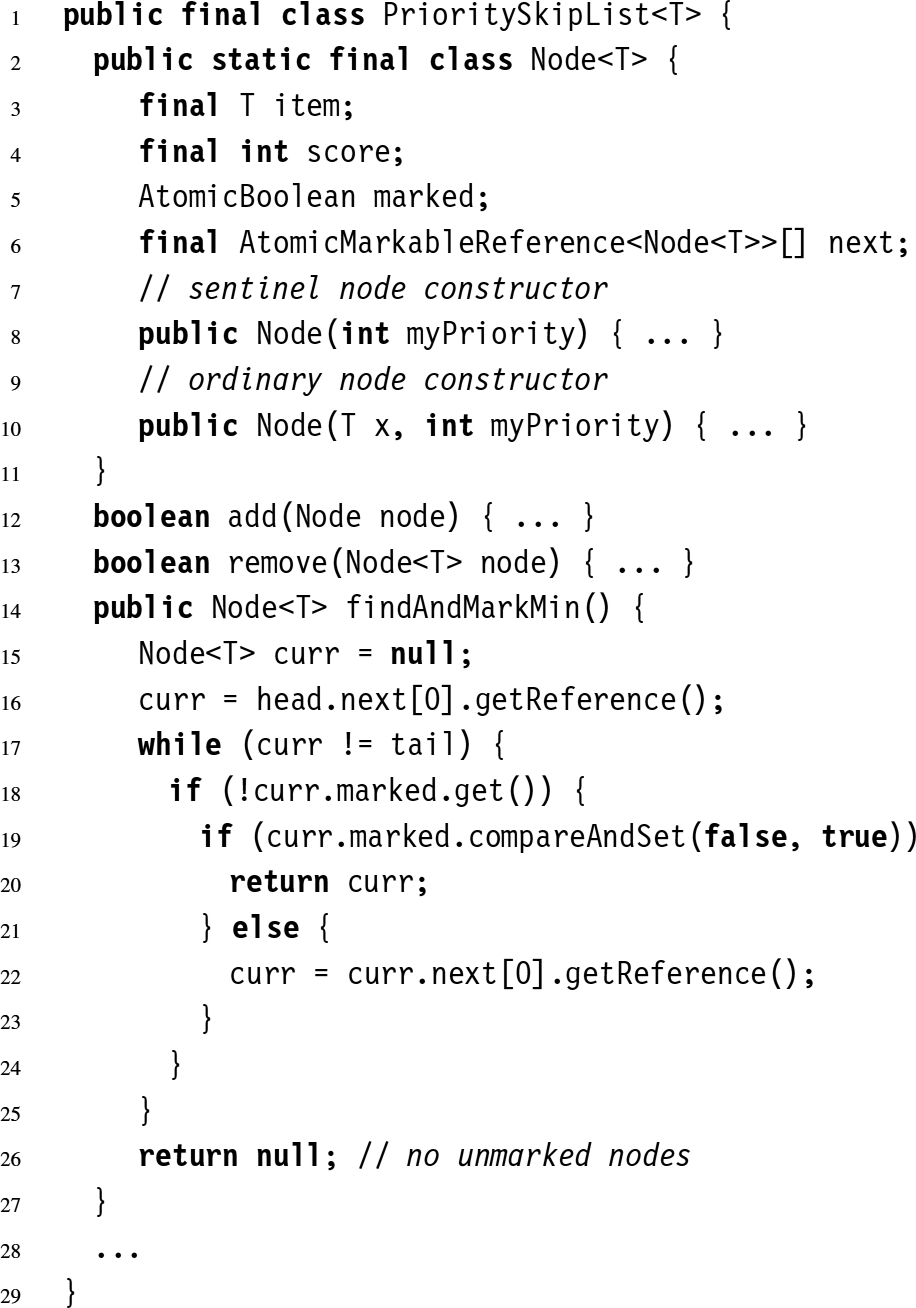 1 public final class PrioritySkipList<T> {
2 public static final class Node<T> {
3 final T item;
4 final int score;
5 AtomicBoolean marked;
6 final AtomicMarkableReference<Node<T>>[] next;
7 // sentinel node constructor
8 public Node(int myPriority) { ... }
9 // ordinary node constructor
10 public Node(T x, int myPriority) { ... }
11 }
12 boolean add(Node node) { ... }
13 boolean remove(Node<T> node) { ... }
14 public Node<T> findAndMarkMin() {
15 Node<T> curr = null;
16 curr = head.next[0].getReference();
17 while (curr != tail) {
18 if (!curr.marked.get()) {
19 if (curr.marked.compareAndSet(false, true))
20 return curr;
21 } else {
22 curr = curr.next[0].getReference();
23 }
24 }
25 }
26 return null; // no unmarked nodes
27 }
28 ...
29 }